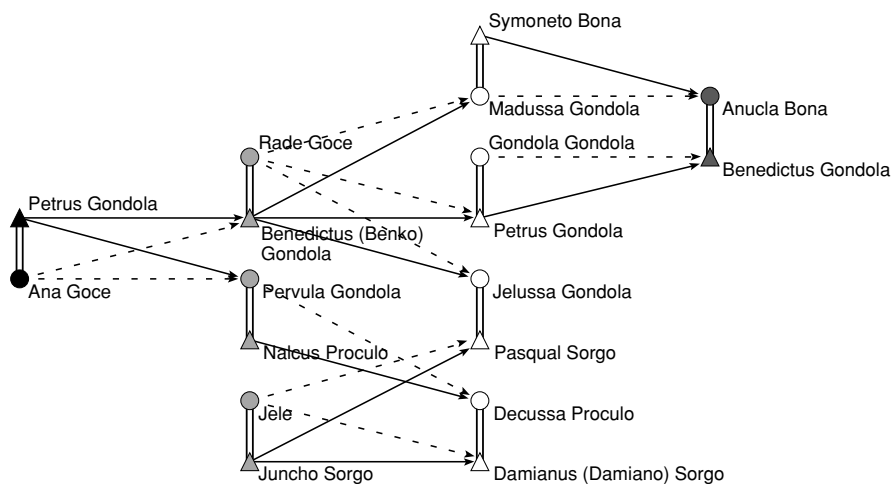 Symoneto Bona
Madussa Gondola
Anucla Bona
Rade Goce
Gondola Gondola
Benedictus Gondola
Petrus Gondola
Benedictus (Benko)
Gondola
Petrus Gondola
Ana Goce
Pervula Gondola
Jelussa Gondola
Nalcus Proculo
Pasqual Sorgo
Jele
Decussa Proculo
Juncho Sorgo
Damianus (Damiano) Sorgo